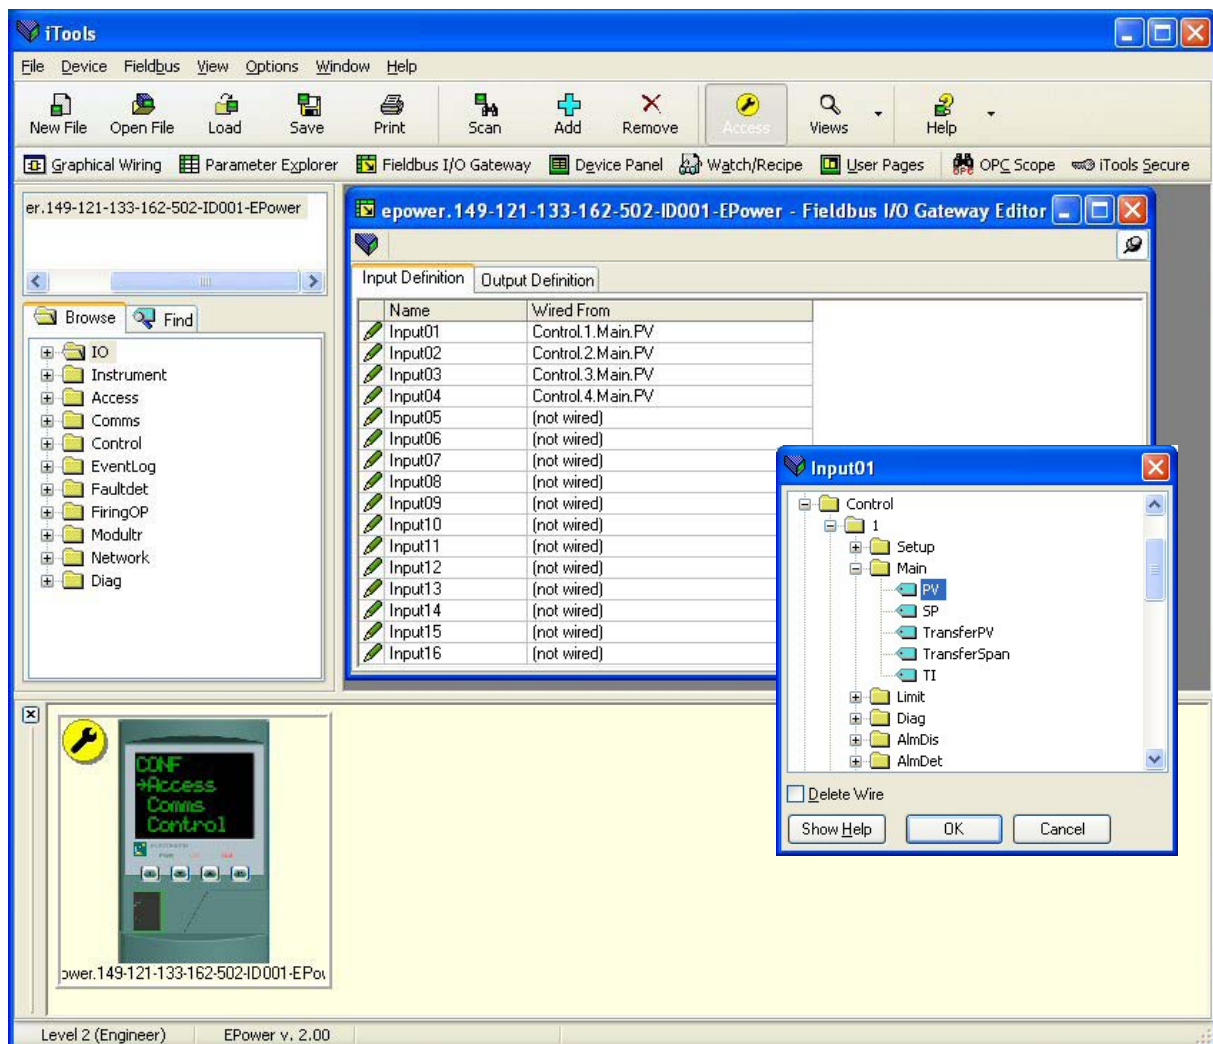 iTools
File Device Fieldbus View Options Window Help
New File Open File Load Save Print Scan Add Remove Access Views Help
Graphical Wiring Parameter Explorer Fieldbus I/O Gateway Device Panel Watch/Recipe User Pages OPC Scope iTools Secure
er.149-121-133-162-502-ID001-EPower
Browse Find
IO
Instrument
Access
Comms
Control
EventLog
Faultdet
FiringOP
Modultr
Network
Diag
epower.149-121-133-162-502-ID001-EPower - Fieldbus I/O Gateway Editor
Input Definition Output Definition
Name Wired From
Input01 Control.1.Main.PV
Input02 Control.2.Main.PV
Input03 Control.3.Main.PV
Input04 Control.4.Main.PV
Input05 (not wired)
Input06 (not wired)
Input07 (not wired)
Input08 (not wired)
Input09 (not wired)
Input10 (not wired)
Input11 (not wired)
Input12 (not wired)
Input13 (not wired)
Input14 (not wired)
Input15 (not wired)
Input16 (not wired)
Input01
Control
1
Setup
Main
PV
SP
TransferPV
TransferSpan
TI
Limit
Diag
AlmDis
AlmDet
Delete Wire
Show Help OK Cancel
CONF
→Access
Comms
Control
ower.149-121-133-162-502-ID001-EPow
Level 2 (Engineer) EPower v. 2.00